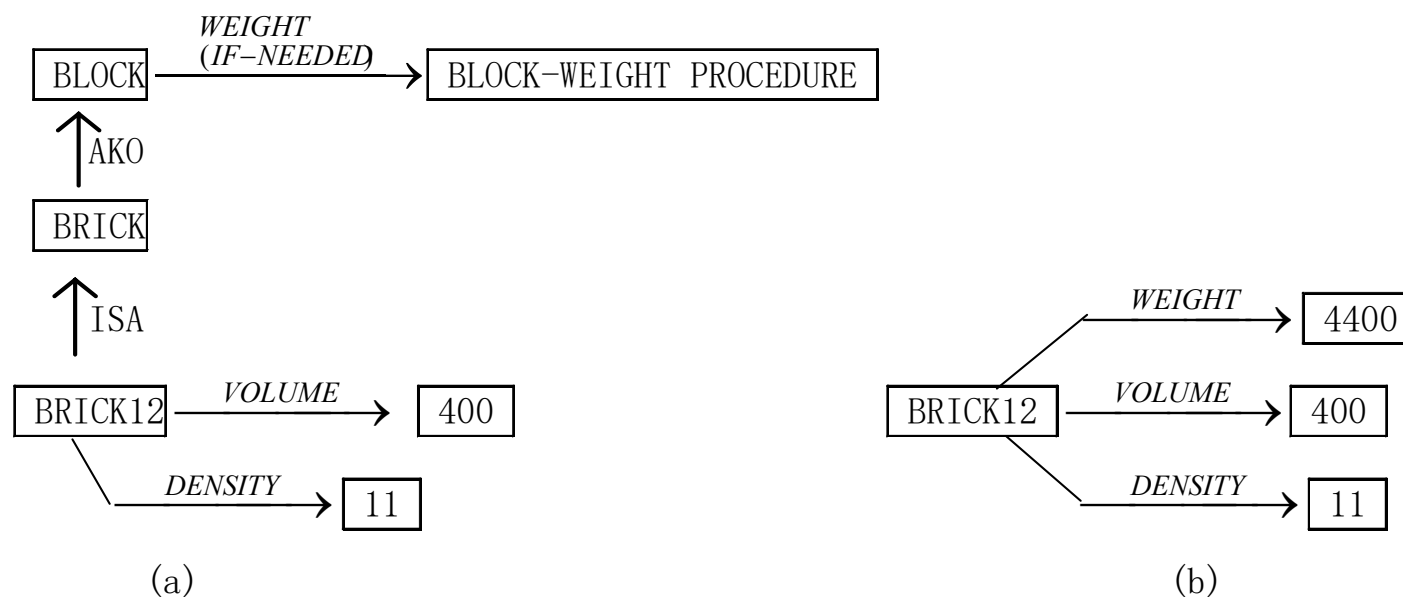 WEIGHT
(IF-NEEDED)
BLOCK
BLOCK-WEIGHT PROCEDURE
AKO
BRICK
ISA
BRICK12
VOLUME
400
DENSITY
11
(a)
WEIGHT
4400
BRICK12
VOLUME
400
DENSITY
11
(b)